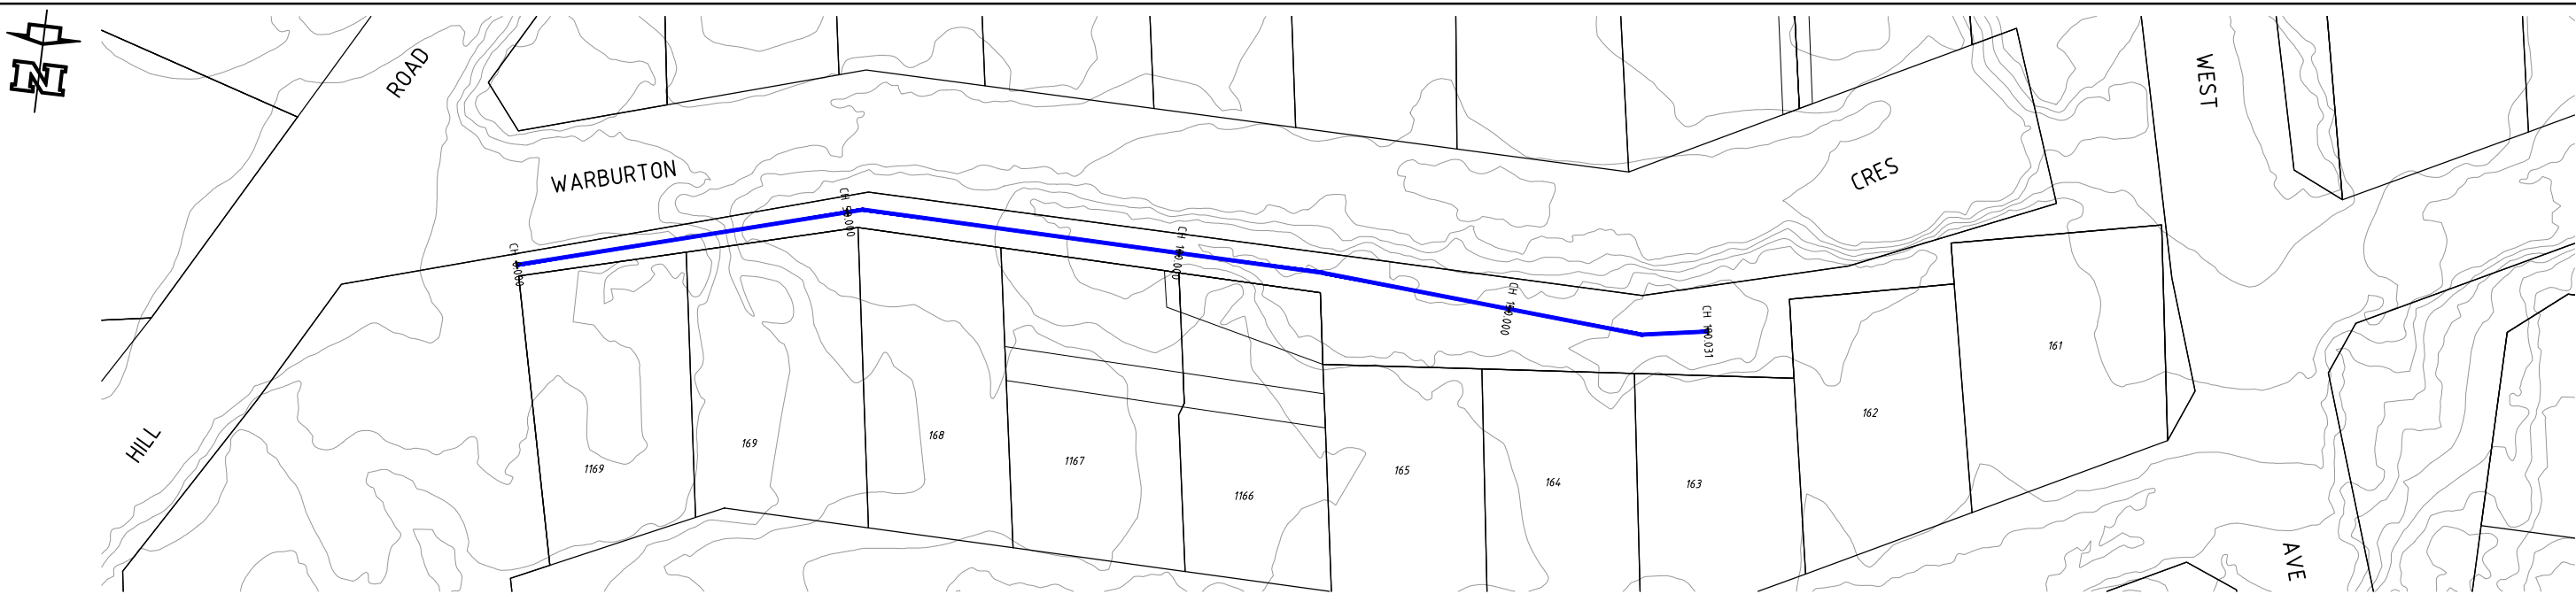 N
ROAD
WEST
WARBURTON
CRES
CH 50.000
CH 100.000
CH 0.000
CH 150.000
CH 180.031
161
162
HILL
168
169
1167
1169
165
164
163
1166
AVE